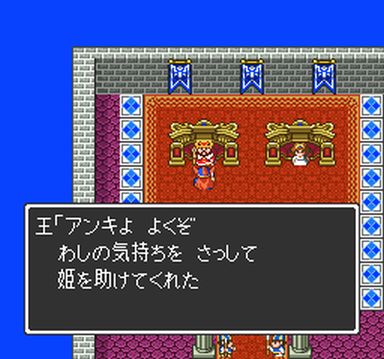 王「アンキよ よくぞ
わしの気持ちを さっして
姫を助けてくれた